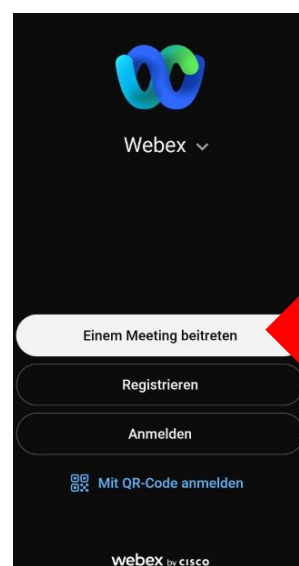 Webex
Einem Meeting beitreten
Registrieren
Anmelden
Mit QR-Code anmelden
webex by CISCO